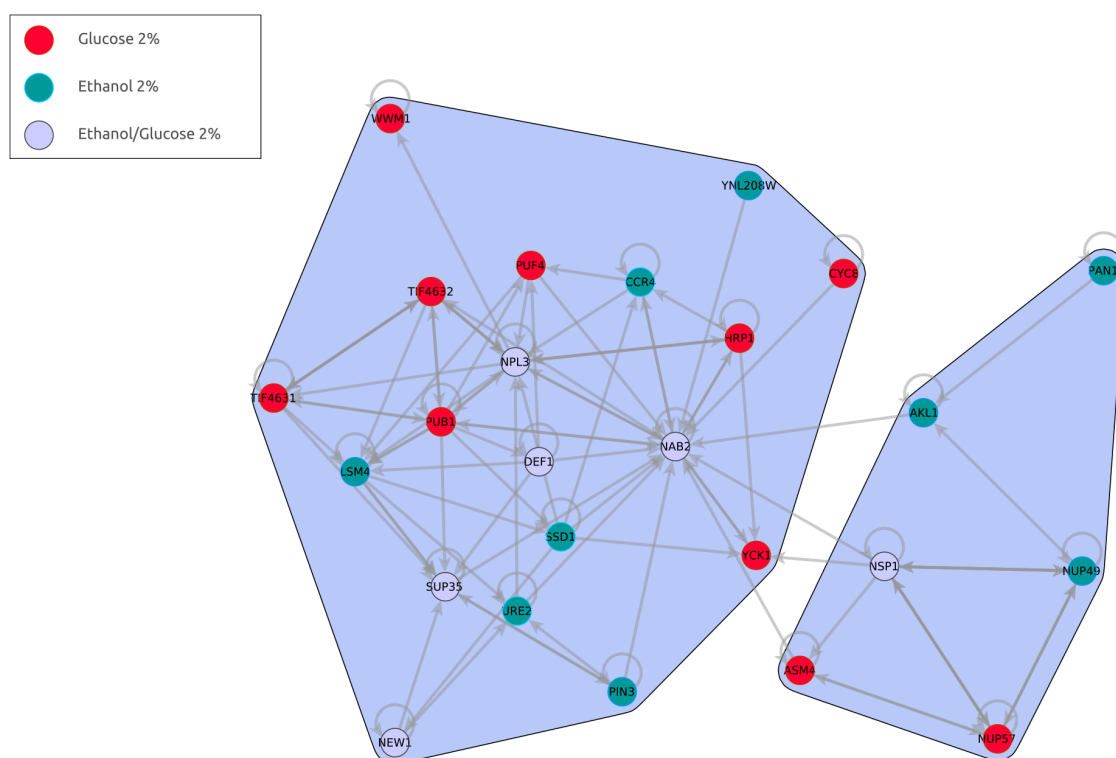 Glucose 2%
Ethanol 2%
Ethanol/Glucose 2%
WWM1
YNL208W
PUF4
CCR4
CYC8
PAN1
TIF4632
HRP1
NPL3
TIF4631
PUB1
AKL1
DEF1
NAB2
LSM4
SSD1
YCK1
NSP1
NUP49
SUP35
URE2
ASM4
PIN3
NEW1
NUP57